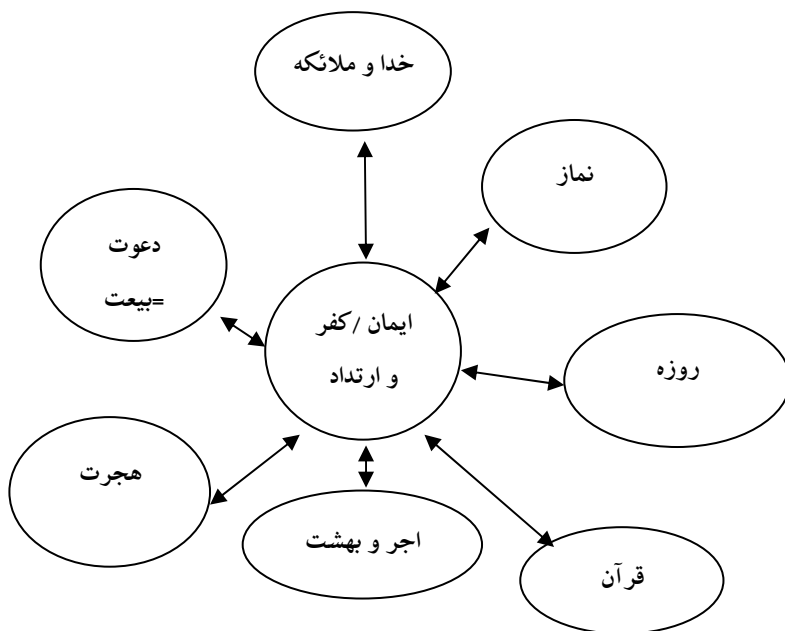 خدا و ملائکه
نماز
دعوت
=بیعت
ایمان /کفر
و ارتداد
روزه
هجرت
اجر و بهشت
قرآن